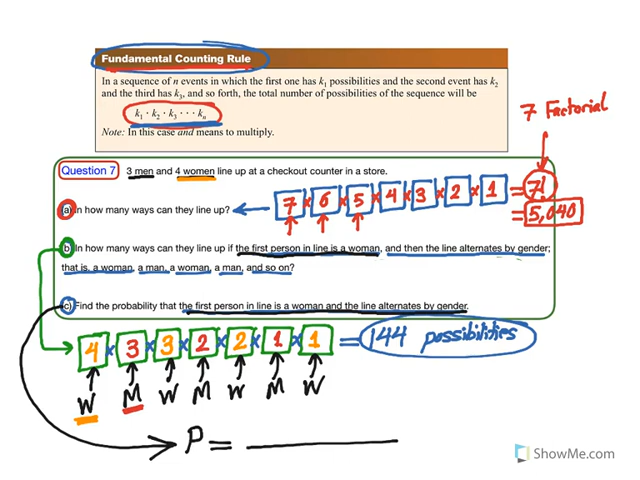 Fundamental Counting Rule
In a sequence of n events in which the first one has k₁ possibilities and the second event has k₂
and the third has k₃, and so forth, the total number of possibilities of the sequence will be
k₁ · k₂ · k₃ · · · kₙ
Note: In this case and means to multiply.
7 Factorial
Question 7 3 men and 4 women line up at a checkout counter in a store.
7 × 6 × 5 × 4 × 3 × 2 × 1 = 7!
(a) In how many ways can they line up?
= 5,040
(b) In how many ways can they line up if the first person in line is a woman, and then the line alternates by gender;
that is, a woman, a man, a woman, a man, and so on?
(c) Find the probability that the first person in line is a woman and the line alternates by gender.
4 × 3 × 3 × 2 × 2 × 1 × 1 = 144 possibilities
W M W M W M W
P =
ShowMe.com